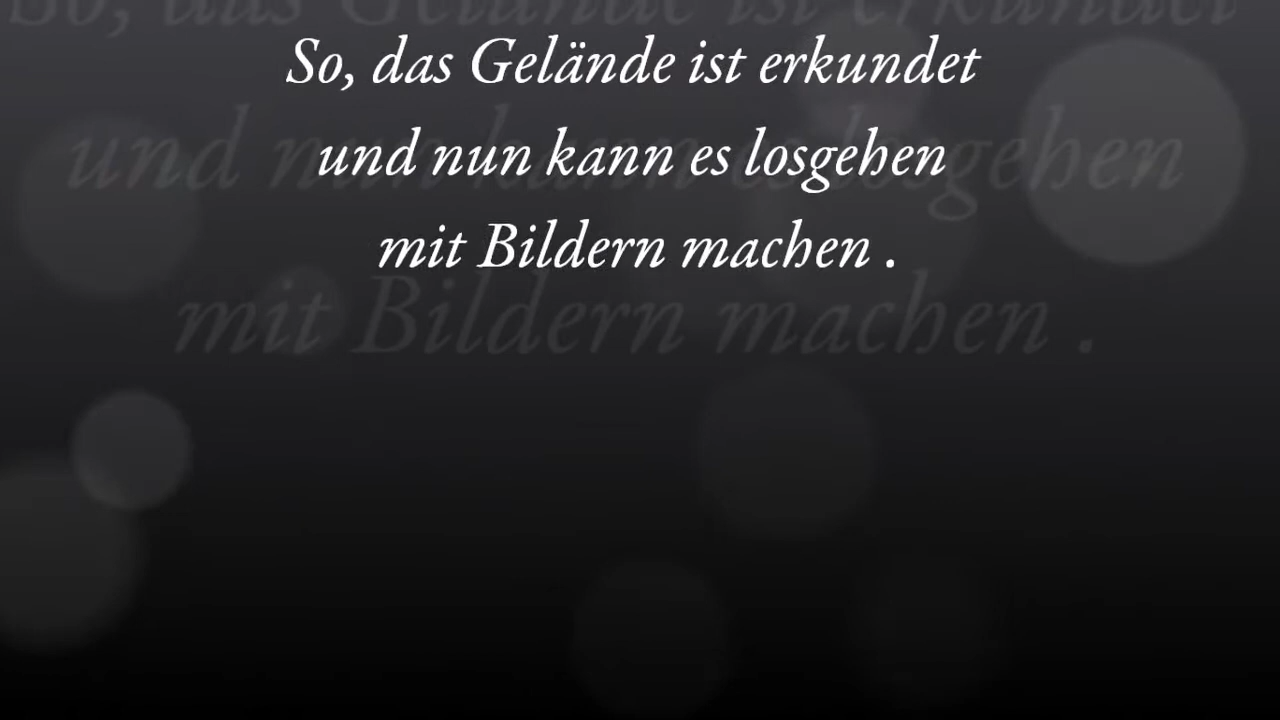 So, das Gelände ist erkundet
und nun kann es losgehen
mit Bildern machen .